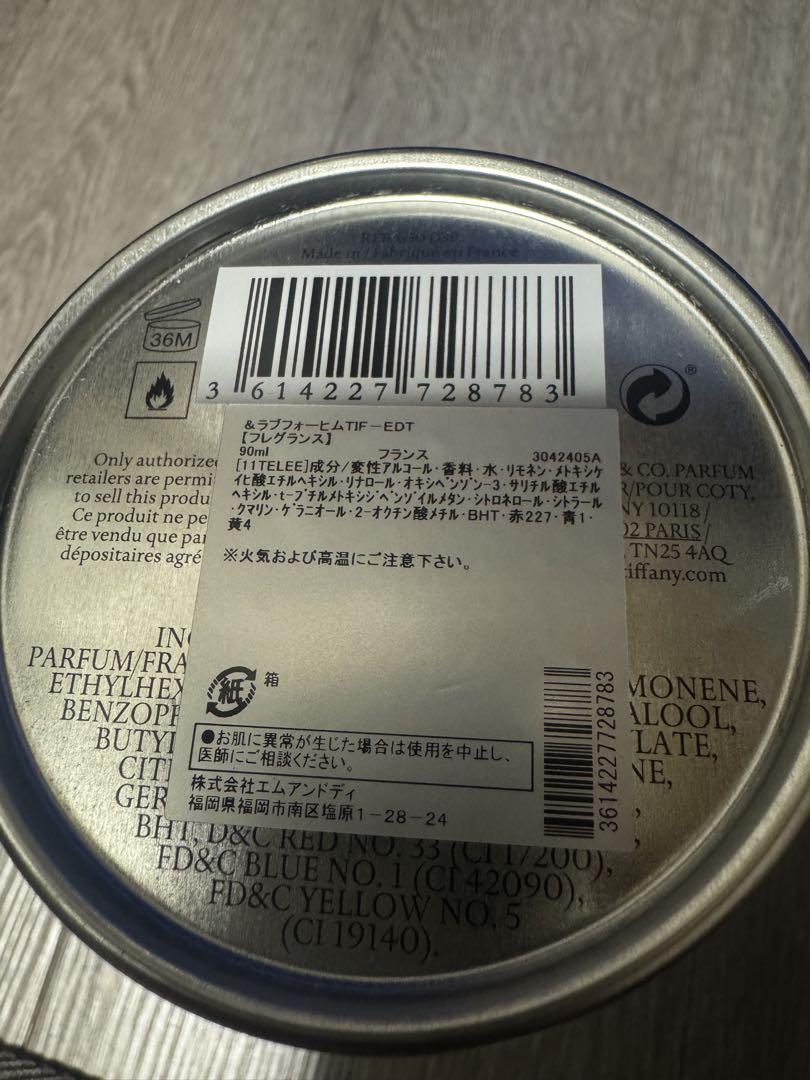 Made in / Fabriqué en France
36M
3 614227 728783
®
&ラブフォーヒムTIF－EDT
【フレグランス】
90ml フランス 3042405A
[11TELEE]成分/変性アルコール・香料・水・リモネン・メトキシケイ
ヒ酸エチルヘキシル・リナロール・オキシベンゾン-3・サリチル酸エチル
ヘキシル・t-ブチルメトキシジベンゾイルメタン・シトロネロール・シトラール
・クマリン・ゲラニオール・2-オクチン酸メチル・BHT・赤227・青1・
黄4
※火気および高温にご注意下さい。
紙 箱
●お肌に異常が生じた場合は使用を中止し、
医師にご相談ください。
株式会社エムアンドディ
福岡県福岡市南区塩原1－28－24
3614227728783
Only authorize
retailers are permi
to sell this produ
Ce produit ne pe
être vendu que par
dépositaires agré
& CO. PARFUM
R/POUR COTY,
NY 10118 /
02 PARIS /
, TN25 4AQ
tiffany.com
PARFUM/FRA MONENE,
ETHYLHEX ALOOL,
BENZOPH LATE,
BUTY NE,
CIT
GER
BHT, D&C RED NO. 33 (CI 17200),
FD&C BLUE NO. 1 (CI 42090),
FD&C YELLOW NO. 5
(CI 19140).